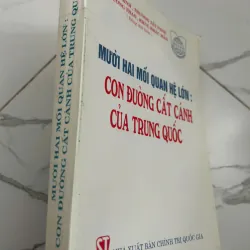 MƯỜI HAI MỐI QUAN HỆ LỚN:
CON ĐƯỜNG CẤT CÁNH
CỦA TRUNG QUỐC
NHÀ XUẤT BẢN CHÍNH TRỊ QUỐC GIA
MƯỜI HAI MỐI QUAN HỆ LỚN:
CON ĐƯỜNG CẤT CÁNH CỦA TRUNG QUỐC